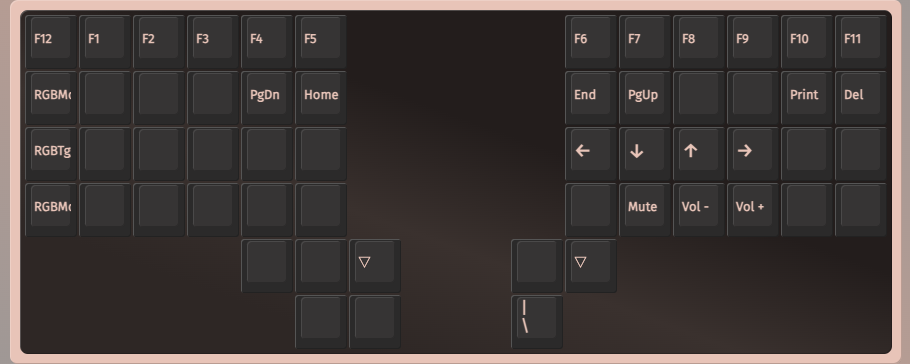 F12 F1 F2 F3 F4 F5 F6 F7 F8 F9 F10 F11
RGBMo PgDn Home End PgUp Print Del
RGBTg ← ↓ ↑ →
RGBMo Mute Vol - Vol +
▽ ▽
|
\